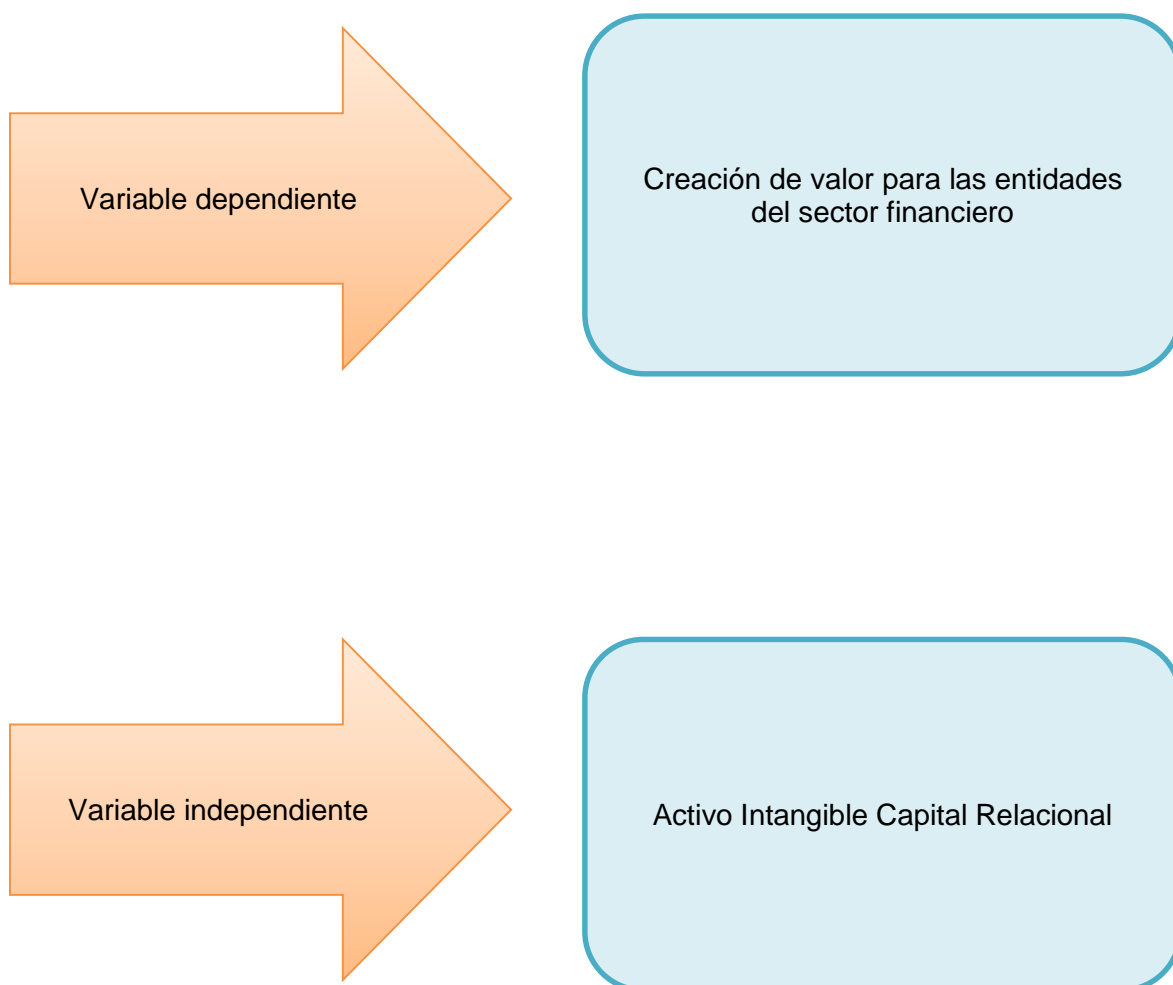 Variable dependiente
Creación de valor para las entidades
del sector financiero
Variable independiente
Activo Intangible Capital Relacional